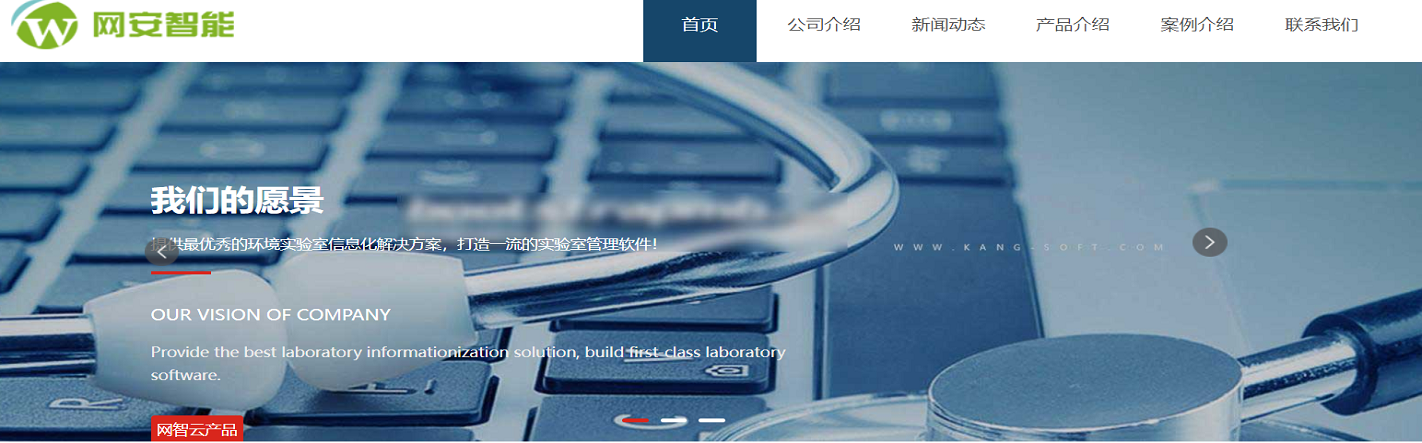 网安智能
首页 公司介绍 新闻动态 产品介绍 案例介绍 联系我们
我们的愿景
供最优秀的环境实验室信息化解决方案，打造一流的实验室管理软件！
WWW.KANG-SOFT.COM
OUR VISION OF COMPANY
Provide the best laboratory informationization solution, build first-class laboratory
software.
网智云产品